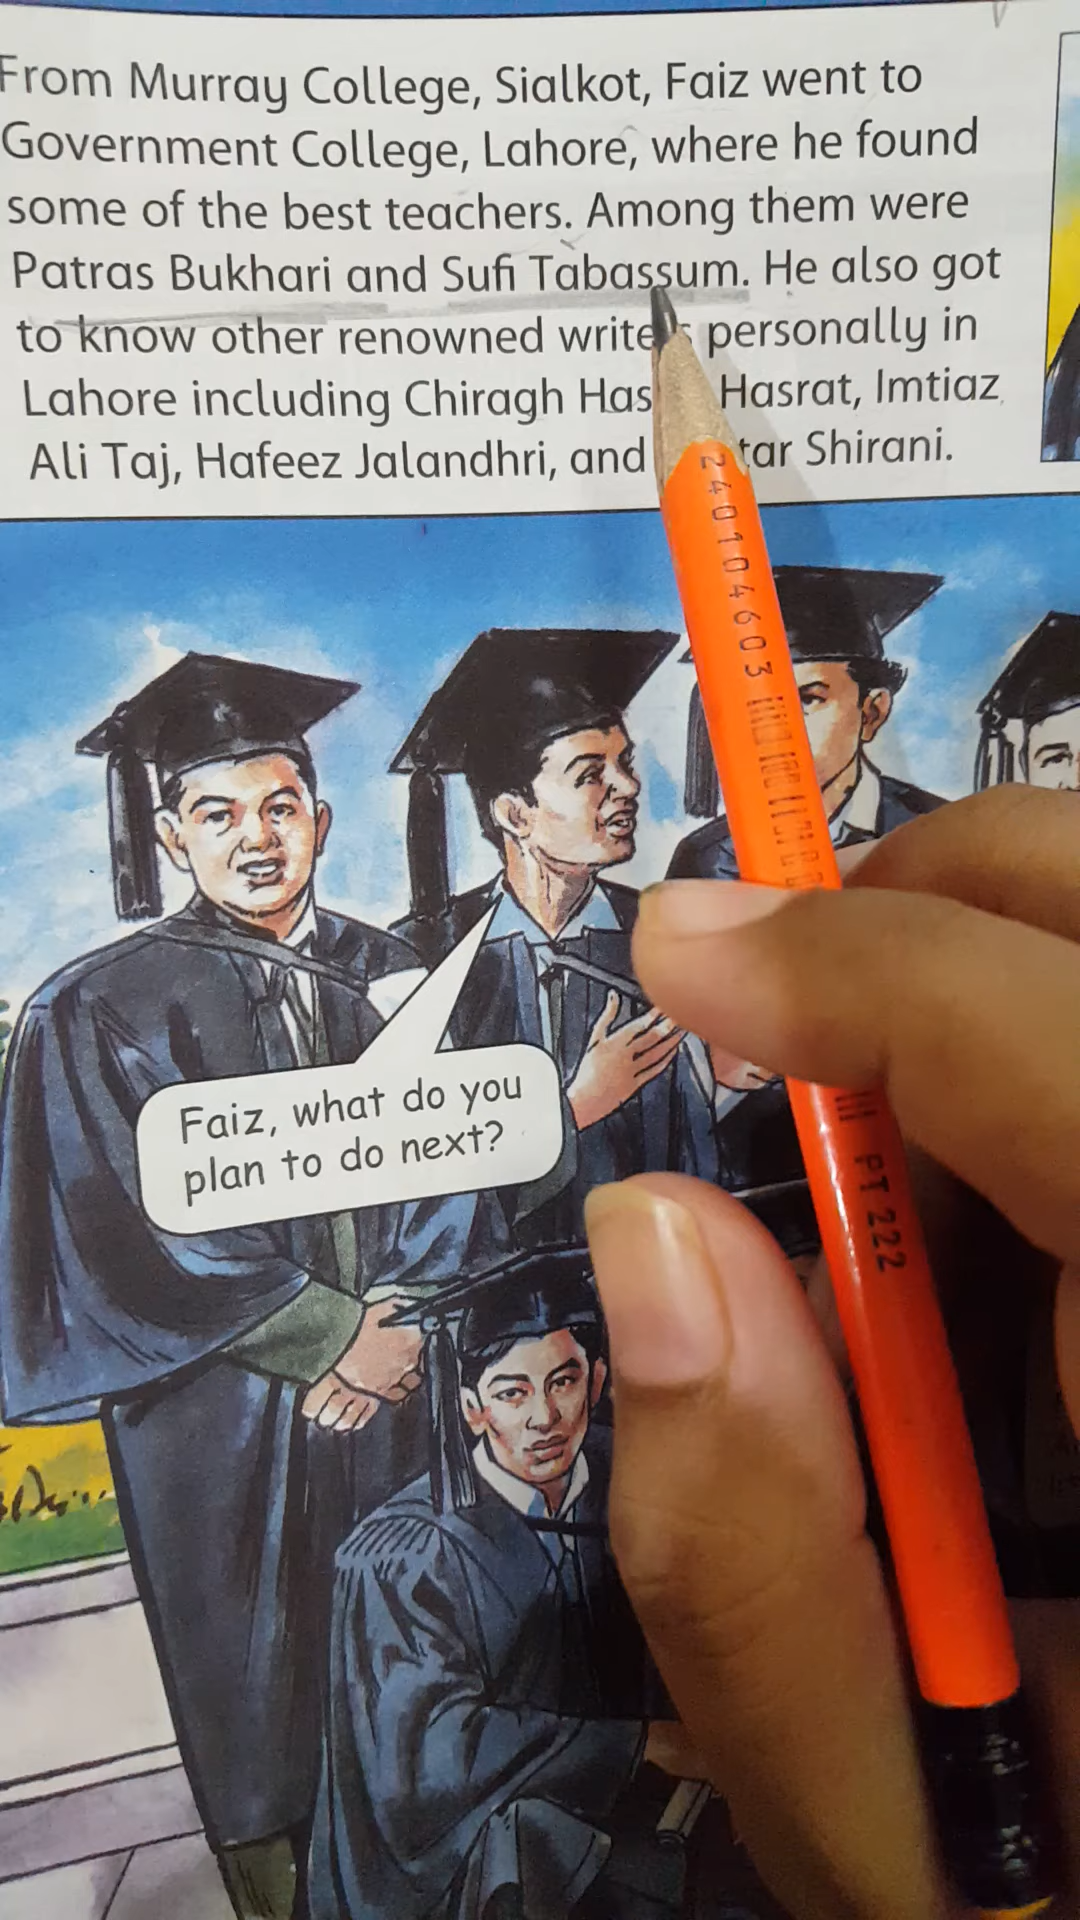 From Murray College, Sialkot, Faiz went to
Government College, Lahore, where he found
some of the best teachers. Among them were
Patras Bukhari and Sufi Tabassum. He also got
to know other renowned write personally in
Lahore including Chiragh Has Hasrat, Imtiaz
Ali Taj, Hafeez Jalandhri, and tar Shirani.
Faiz, what do you
plan to do next?
240104603
PT 222